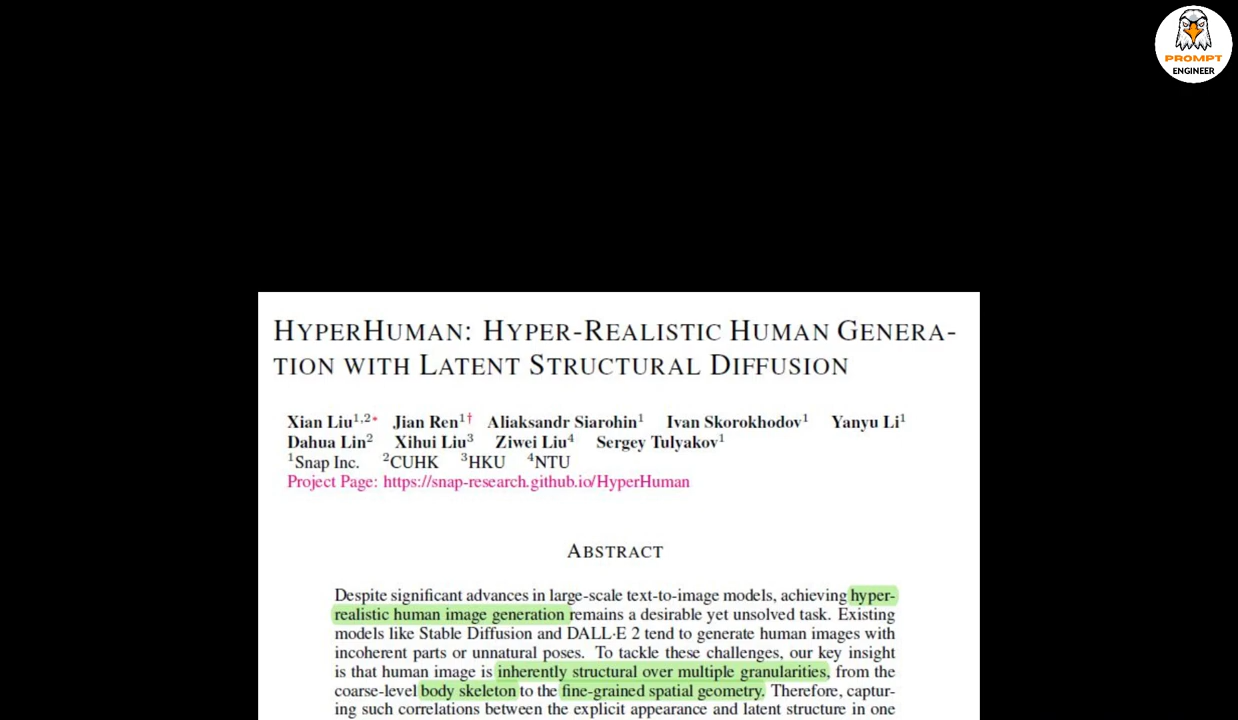 PROMPT
ENGINEER
HYPERHUMAN: HYPER-REALISTIC HUMAN GENERA-
TION WITH LATENT STRUCTURAL DIFFUSION
Xian Liu1,2* Jian Ren1† Aliaksandr Siarohin1 Ivan Skorokhodov1 Yanyu Li1
Dahua Lin2 Xihui Liu3 Ziwei Liu4 Sergey Tulyakov1
1Snap Inc. 2CUHK 3HKU 4NTU
Project Page: https://snap-research.github.io/HyperHuman
ABSTRACT
Despite significant advances in large-scale text-to-image models, achieving hyper-
realistic human image generation remains a desirable yet unsolved task. Existing
models like Stable Diffusion and DALL·E 2 tend to generate human images with
incoherent parts or unnatural poses. To tackle these challenges, our key insight
is that human image is inherently structural over multiple granularities, from the
coarse-level body skeleton to the fine-grained spatial geometry. Therefore, captur-
ing such correlations between the explicit appearance and latent structure in one